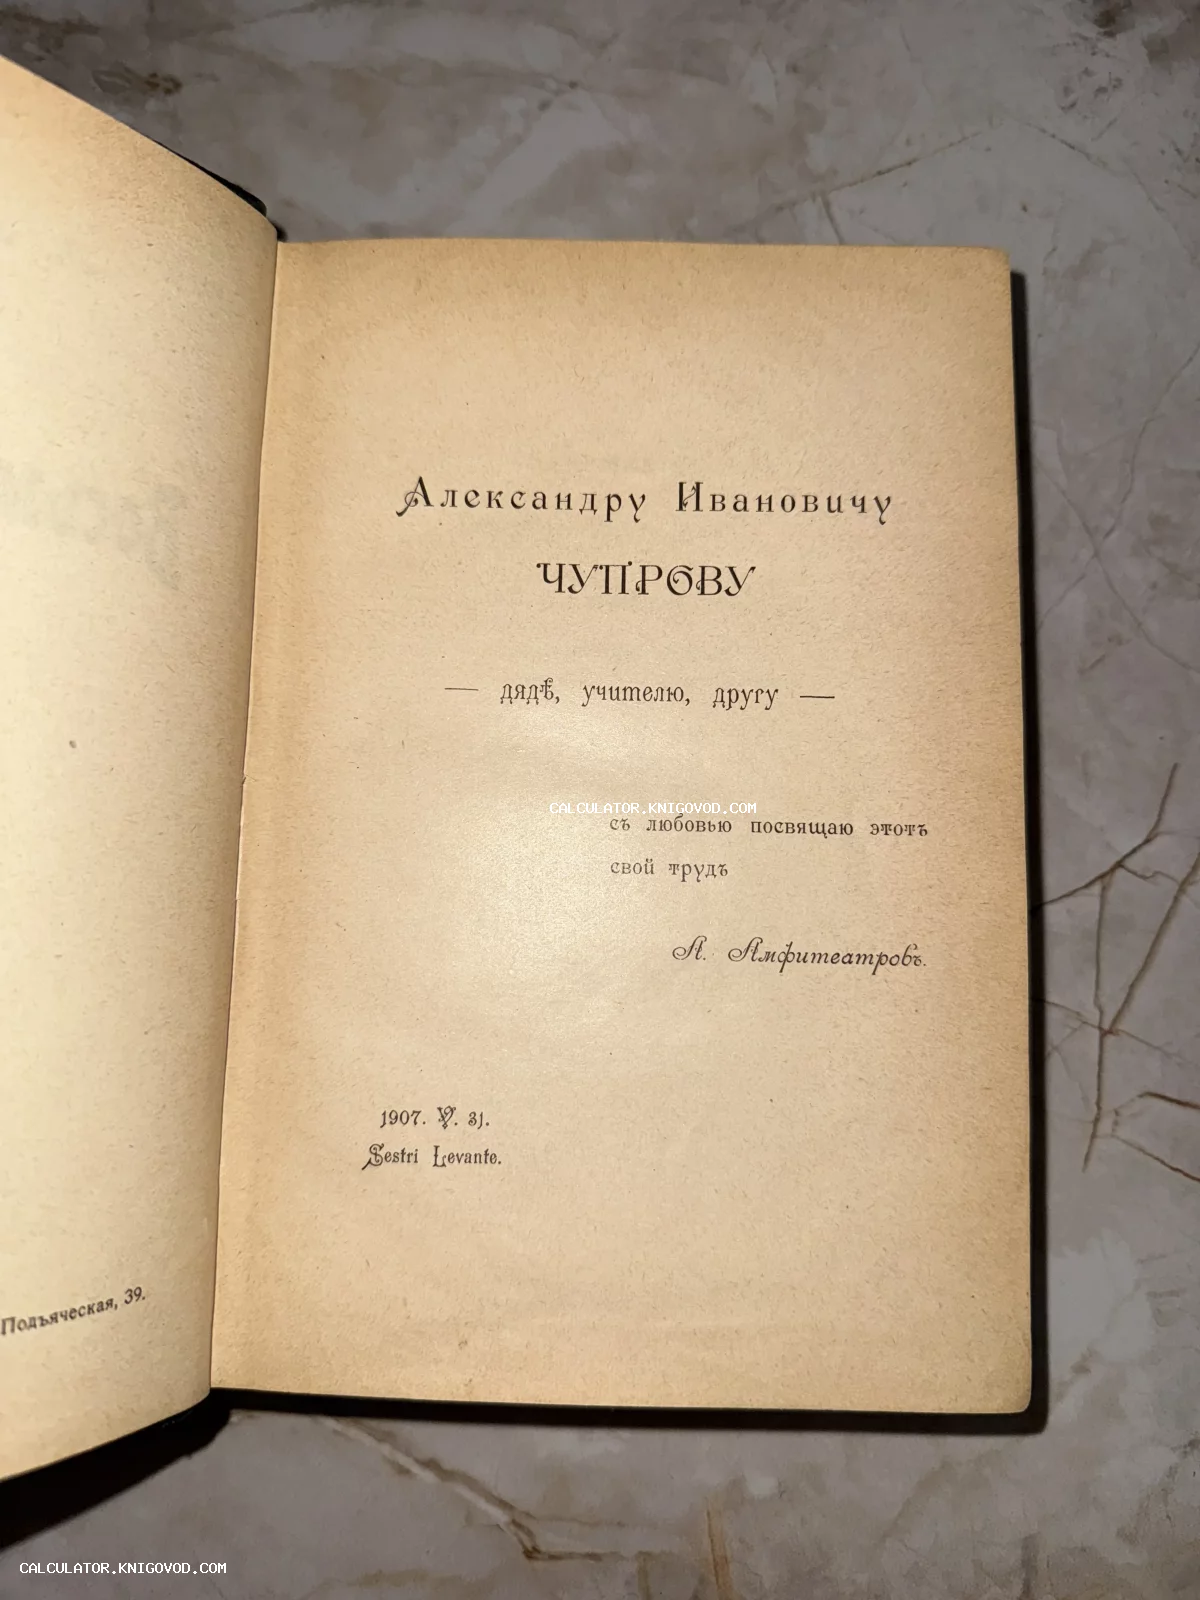 Александру Ивановичу
ЧУПРОВУ
— дядѣ, учителю, другу —
CALCULATOR.KNIGOVOD.COM
съ любовью посвящаю этотъ
свой трудъ
А. Амфитеатровъ.
1907. V. 31.
Sestri Levante.
Подъяческая, 39.
CALCULATOR.KNIGOVOD.COM